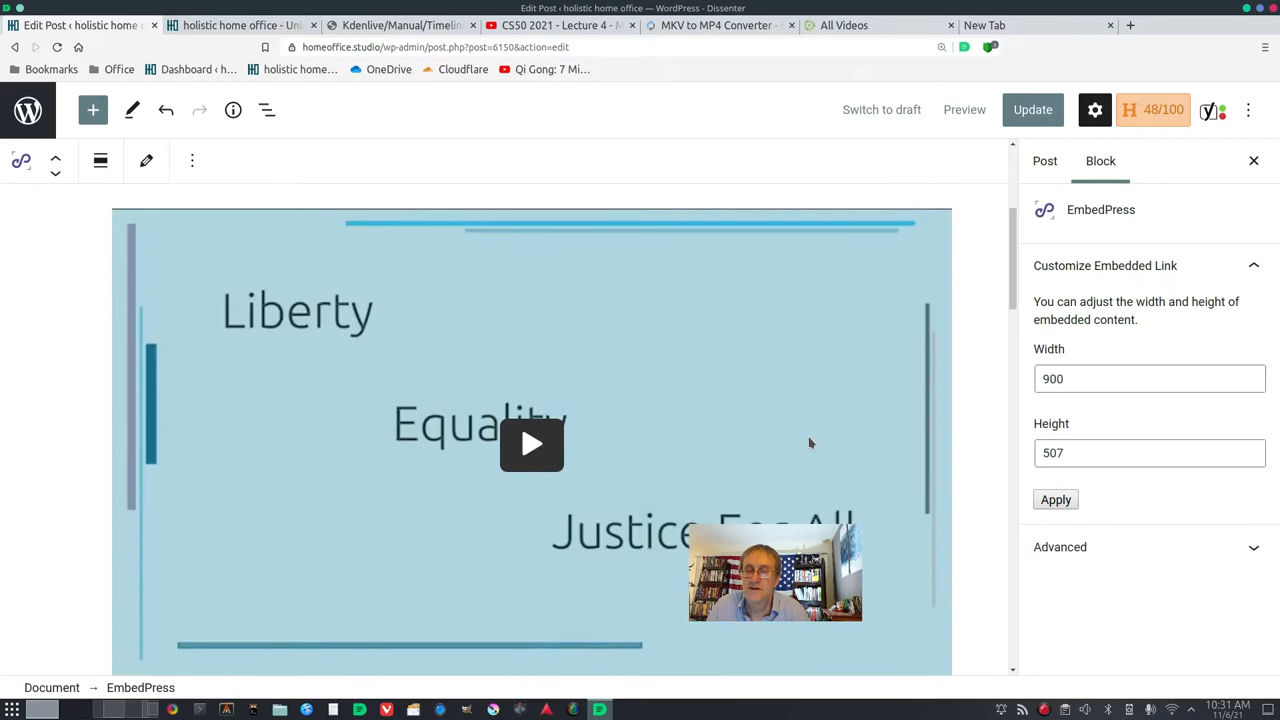 Edit Post ‹ holistic home office — WordPress — Dissenter
Edit Post ‹ holistic home o × holistic home office - Unl × Kdenlive/Manual/Timelin × CS50 2021 - Lecture 4 - M × MKV to MP4 Converter - × All Videos × New Tab × +
homeoffice.studio/wp-admin/post.php?post=6150&action=edit
Bookmarks Office Dashboard ‹ h... holistic home... OneDrive Cloudflare Qi Gong: 7 Mi...
Switch to draft Preview Update H 48/100
Post Block
EmbedPress
Customize Embedded Link
You can adjust the width and height of
embedded content.
Width
900
Height
507
Apply
Advanced
Liberty
Equality
Justice For All
Document → EmbedPress
10:31 AM
11/6/21